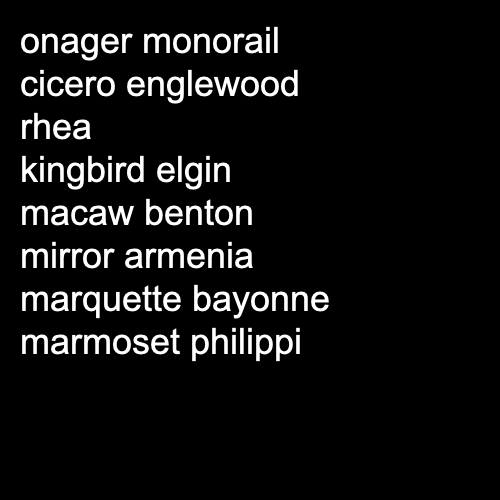 onager monorail
cicero englewood
rhea
kingbird elgin
macaw benton
mirror armenia
marquette bayonne
marmoset philippi